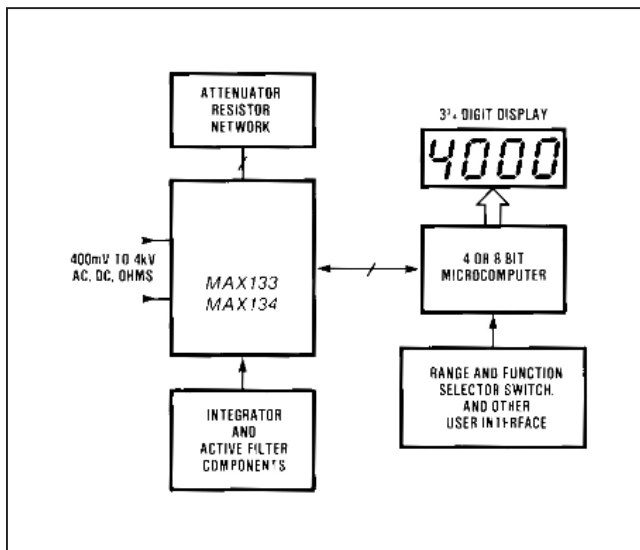 ATTENUATOR
RESISTOR
NETWORK
3¾ DIGIT DISPLAY
4000
400mV TO 4kV
AC, DC, OHMS
MAX133
MAX134
4 OR 8 BIT
MICROCOMPUTER
INTEGRATOR
AND
ACTIVE FILTER
COMPONENTS
RANGE AND FUNCTION
SELECTOR SWITCH,
AND OTHER
USER INTERFACE